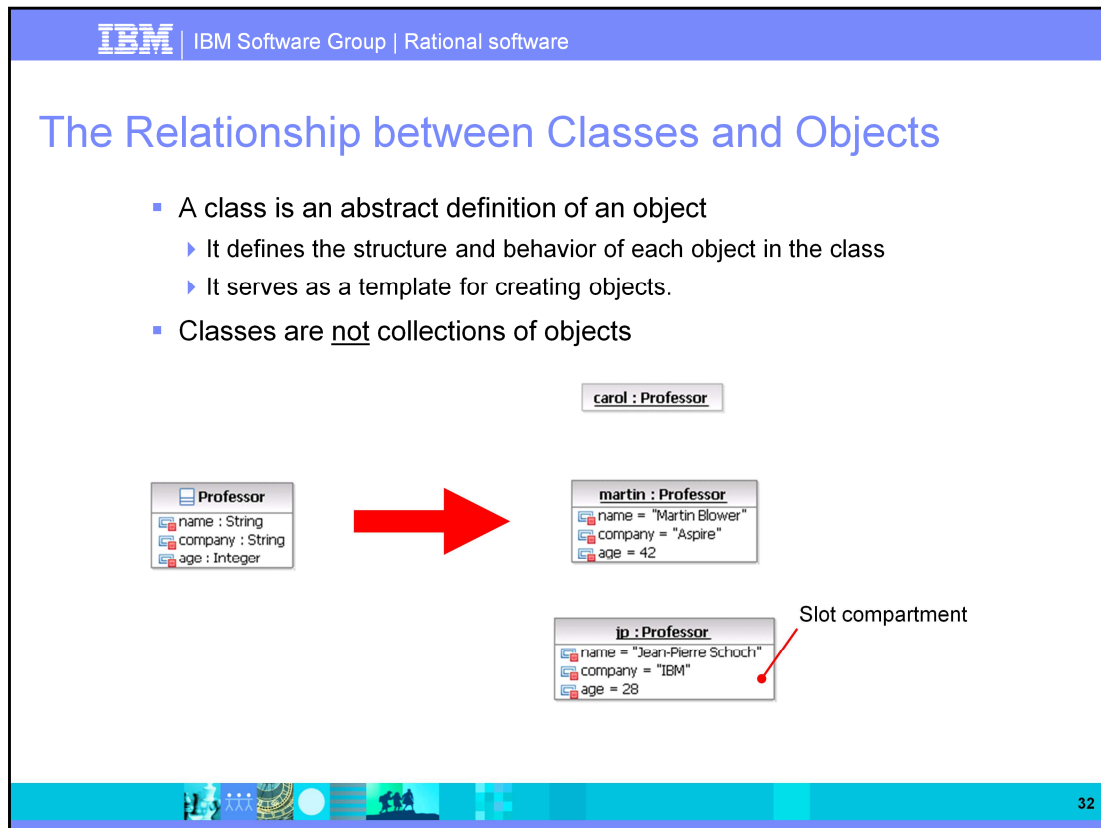 IBM | IBM Software Group | Rational software
The Relationship between Classes and Objects
A class is an abstract definition of an object
It defines the structure and behavior of each object in the class
It serves as a template for creating objects.
Classes are not collections of objects
carol : Professor
Professor
name : String
company : String
age : Integer
martin : Professor
name = "Martin Blower"
company = "Aspire"
age = 42
Slot compartment
jp : Professor
name = "Jean-Pierre Schoch"
company = "IBM"
age = 28
32